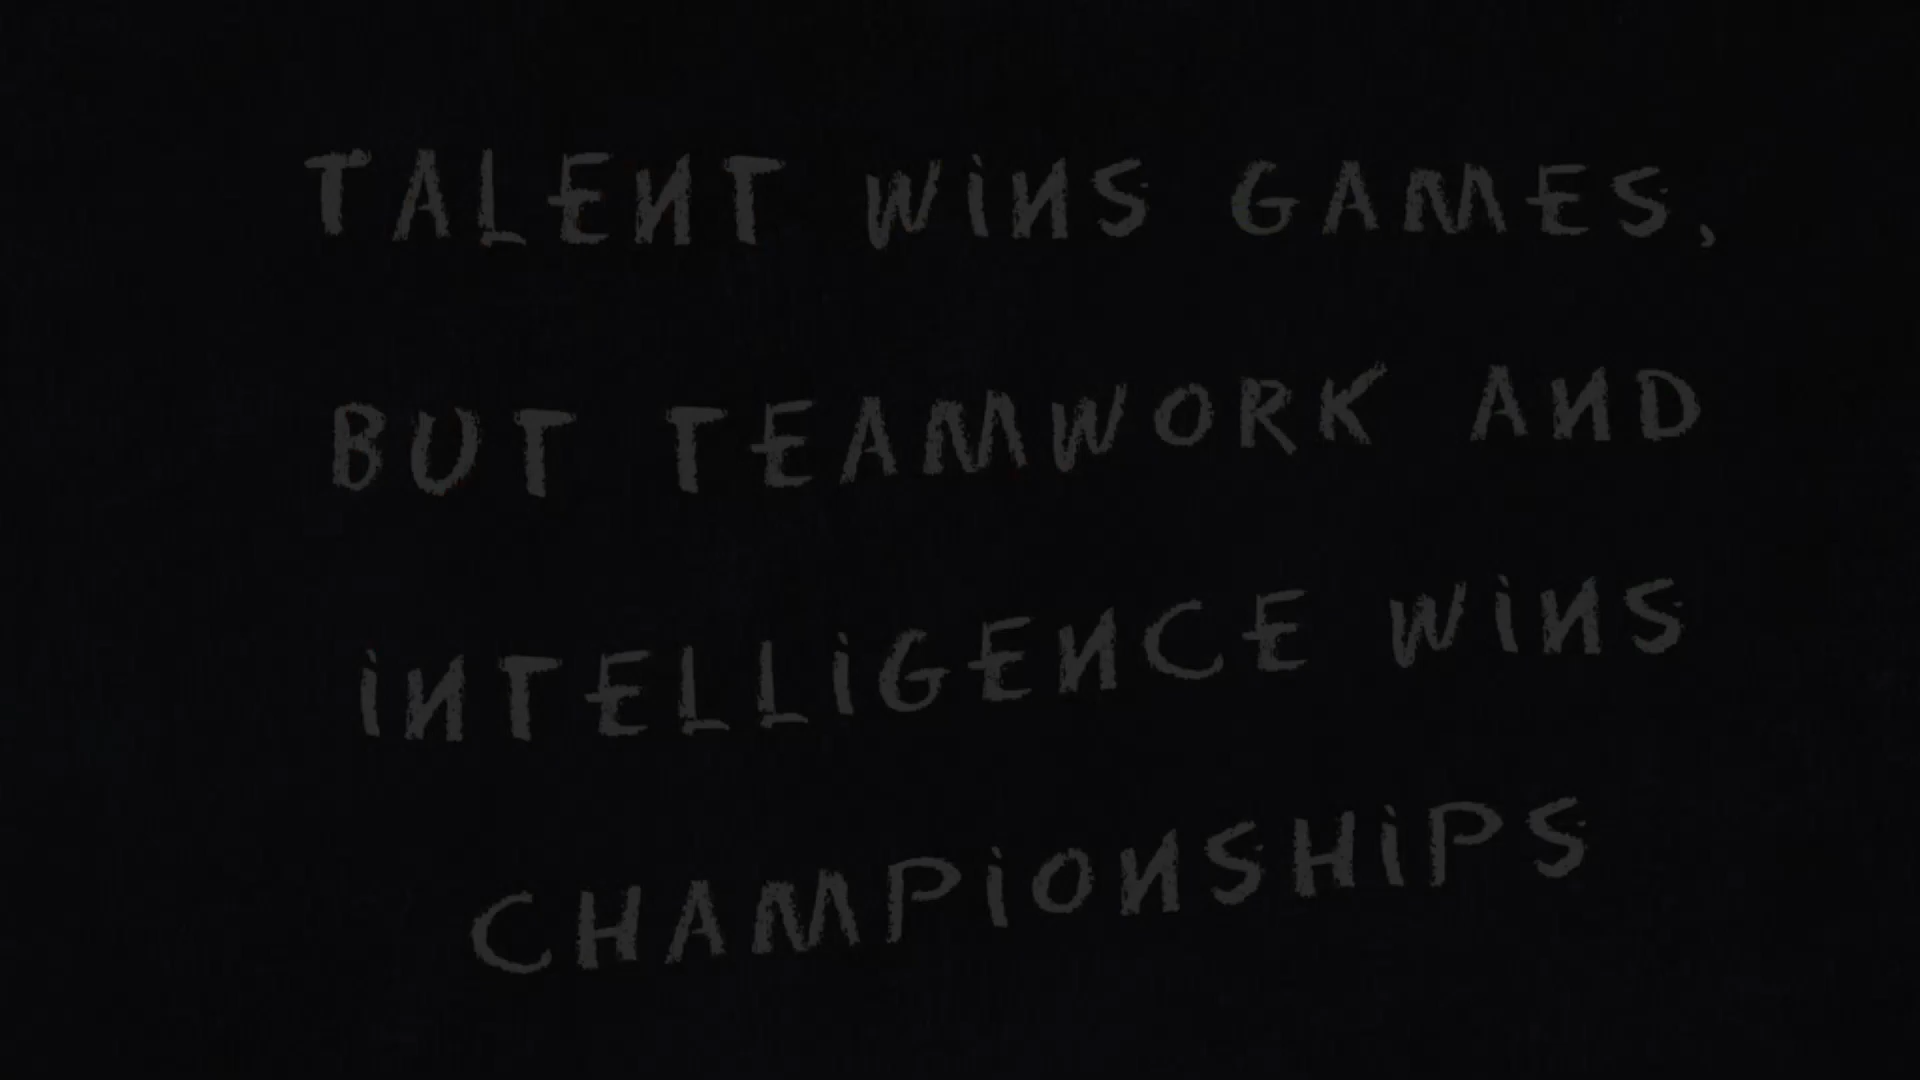 TALENT WiNS GAMES,
BUT TEAMWORK AND
iNTELLiGENCE WiNS
CHAMPiONSHiPS